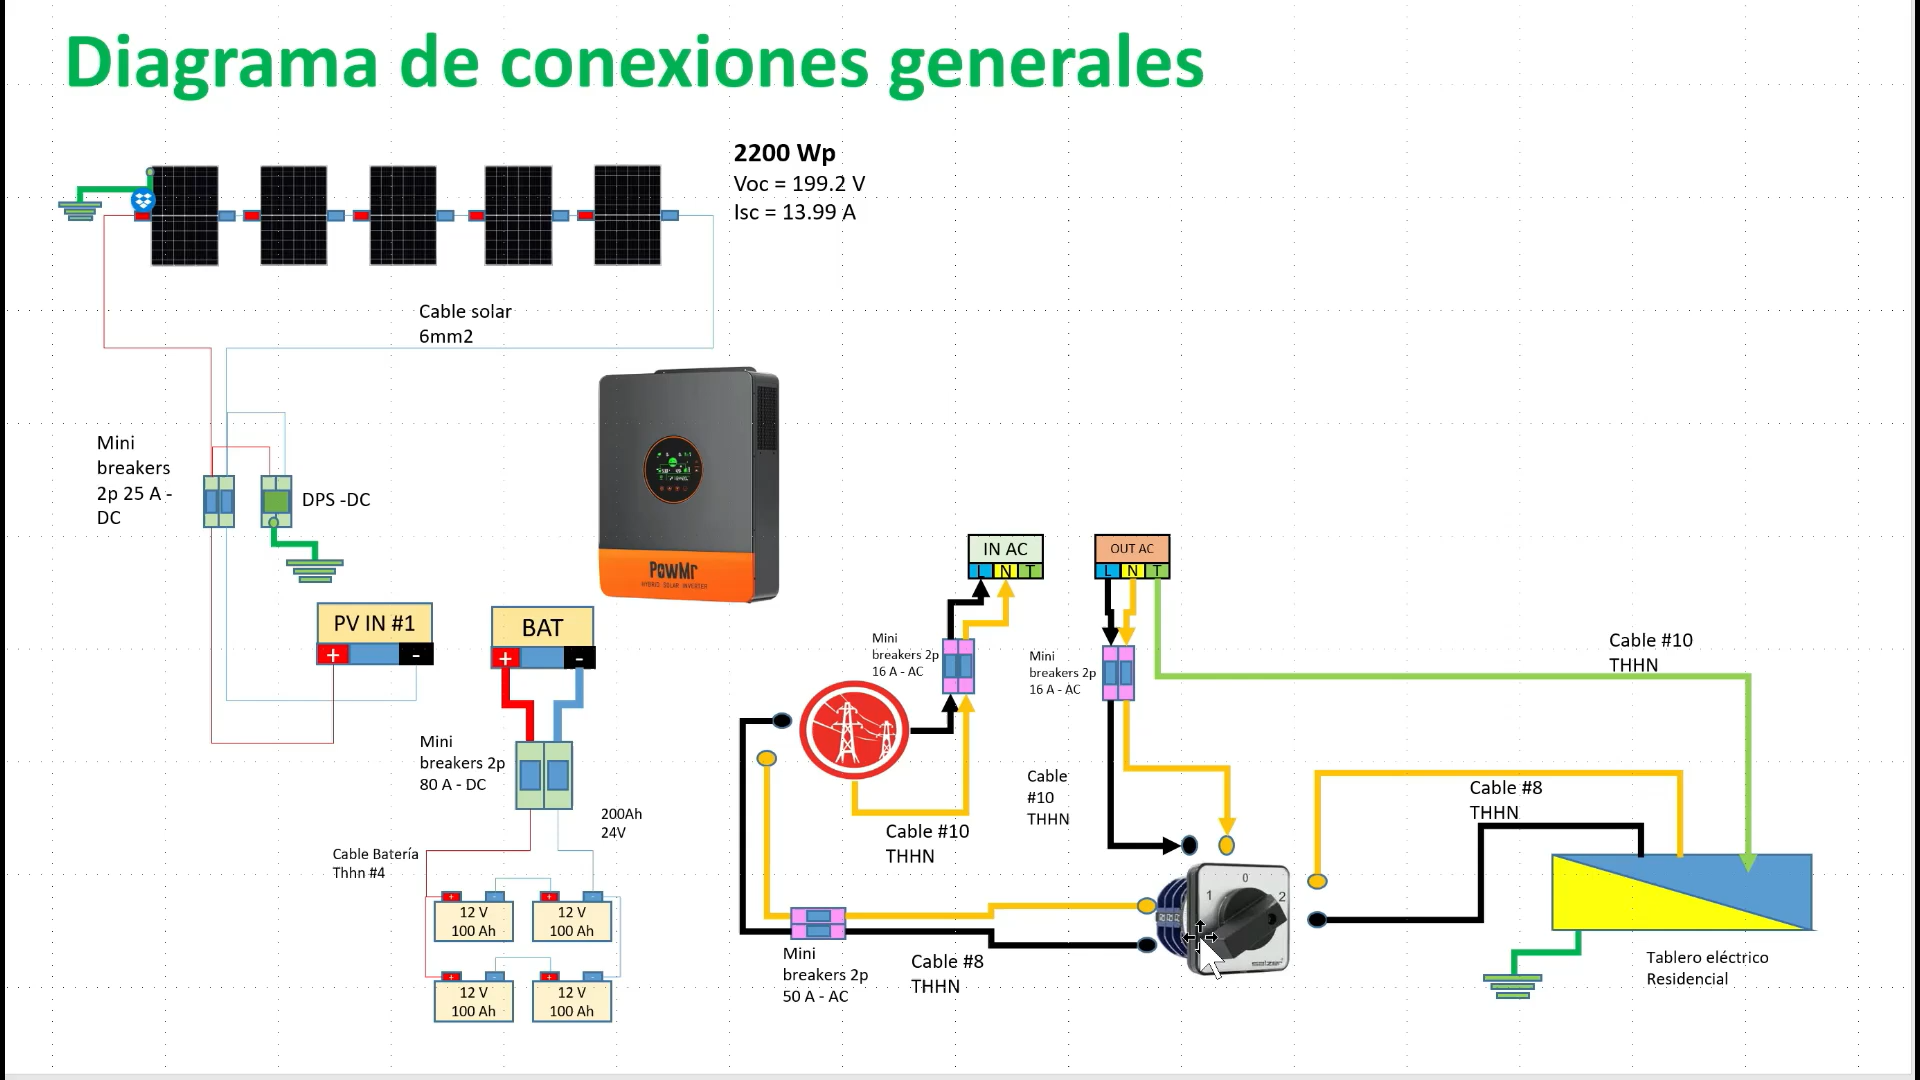 Diagrama de conexiones generales
2200 Wp
Voc = 199.2 V
Isc = 13.99 A
Cable solar
6mm2
Mini
breakers
2p 25 A -
DC
DPS -DC
PowMr
HYBRID SOLAR INVERSER
PV IN #1
+ -
BAT
+ -
Mini
breakers 2p
80 A - DC
200Ah
24V
Cable Batería
Thhn #4
+ - + -
12 V
100 Ah
12 V
100 Ah
+ - + -
12 V
100 Ah
12 V
100 Ah
IN AC
L N T
OUT AC
L N T
Mini
breakers 2p
16 A - AC
Mini
breakers 2p
16 A - AC
Cable #10
THHN
Cable #10
THHN
Cable
#10
THHN
Cable #8
THHN
Mini
breakers 2p
50 A - AC
Cable #8
THHN
0
1 2
salzer
Tablero eléctrico
Residencial